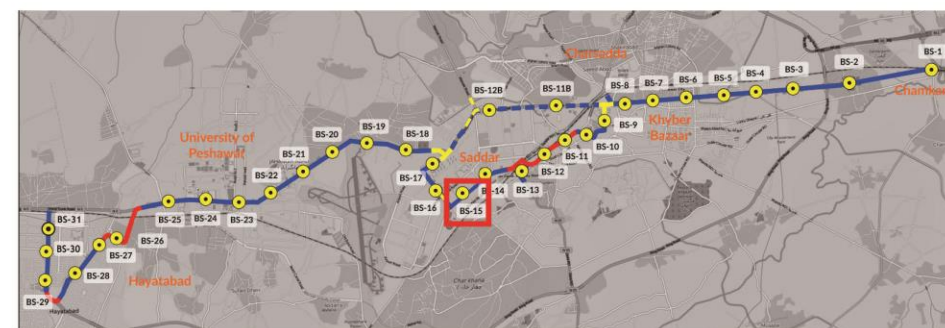 BS-1
BS-2
BS-3
BS-4
BS-5
BS-6
BS-7
BS-8
Charsadda
BS-11B
BS-12B
Khyber
Bazaar
BS-9
BS-10
BS-11
BS-12
BS-13
Saddar
BS-14
BS-15
BS-16
BS-17
BS-18
BS-19
BS-20
BS-21
BS-22
University of
Peshawar
BS-23
BS-24
BS-25
BS-26
BS-27
BS-28
Hayatabad
BS-29
BS-30
BS-31
Hayatabad